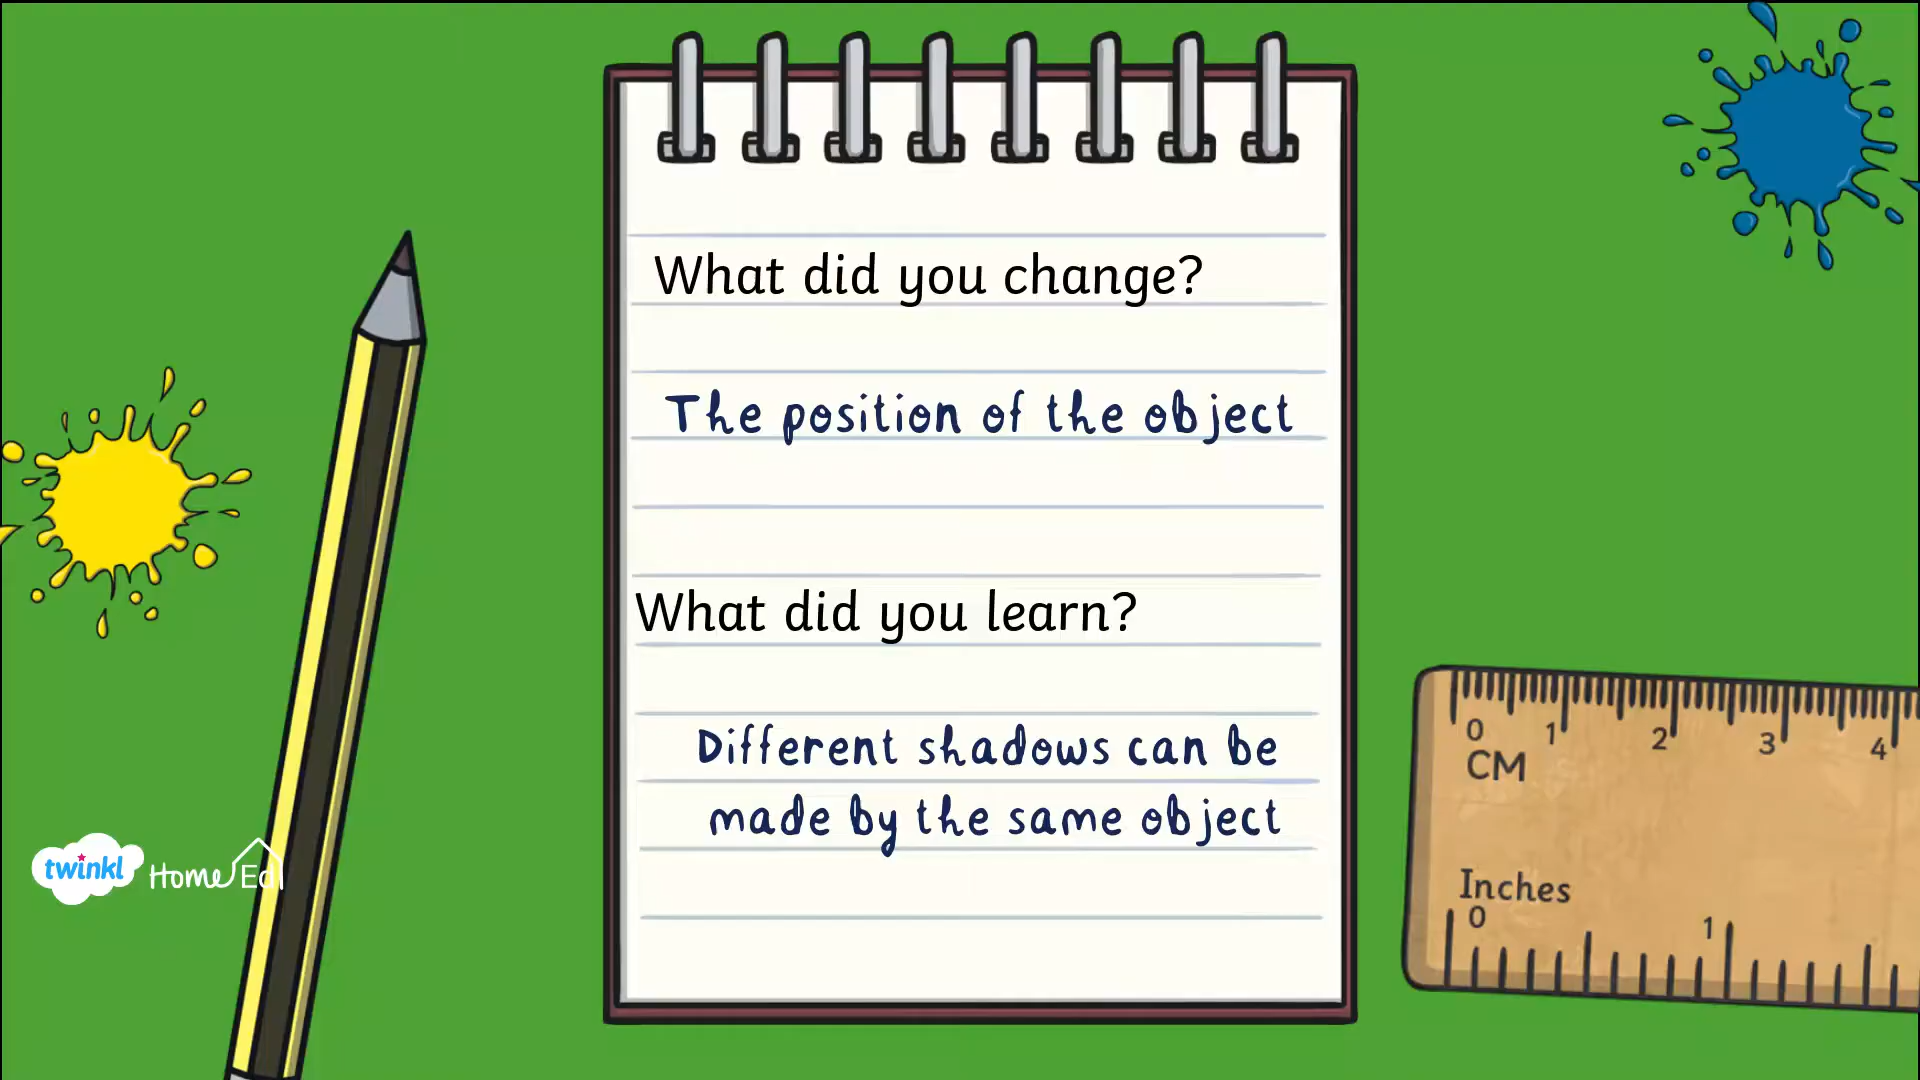 What did you change?
The position of the object
What did you learn?
Different shadows can be
made by the same object
twinkl Home Ed
0 1 2 3 4
CM
Inches
0 1